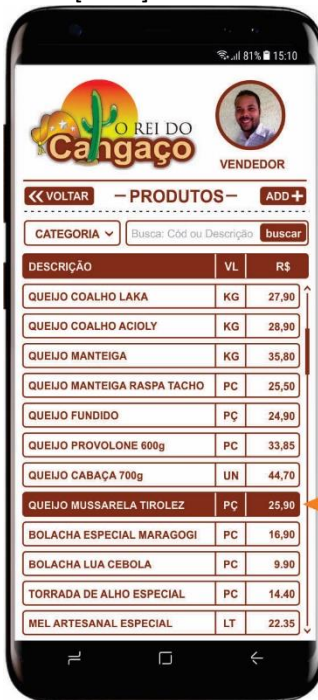 81% 15:10
O REI DO
Cangaço
VENDEDOR
VOLTAR – PRODUTOS – ADD +
CATEGORIA Busca: Cód ou Descrição buscar
DESCRIÇÃO VL R$
QUEIJO COALHO LAKA KG 27,90
QUEIJO COALHO ACIOLY KG 28,90
QUEIJO MANTEIGA KG 35,80
QUEIJO MANTEIGA RASPA TACHO PC 25,50
QUEIJO FUNDIDO PÇ 24,90
QUEIJO PROVOLONE 600g PC 33,85
QUEIJO CABAÇA 700g UN 44,70
QUEIJO MUSSARELA TIROLEZ PÇ 25,90
BOLACHA ESPECIAL MARAGOGI PC 16,90
BOLACHA LUA CEBOLA PC 9.90
TORRADA DE ALHO ESPECIAL PC 14.40
MEL ARTESANAL ESPECIAL LT 22.35